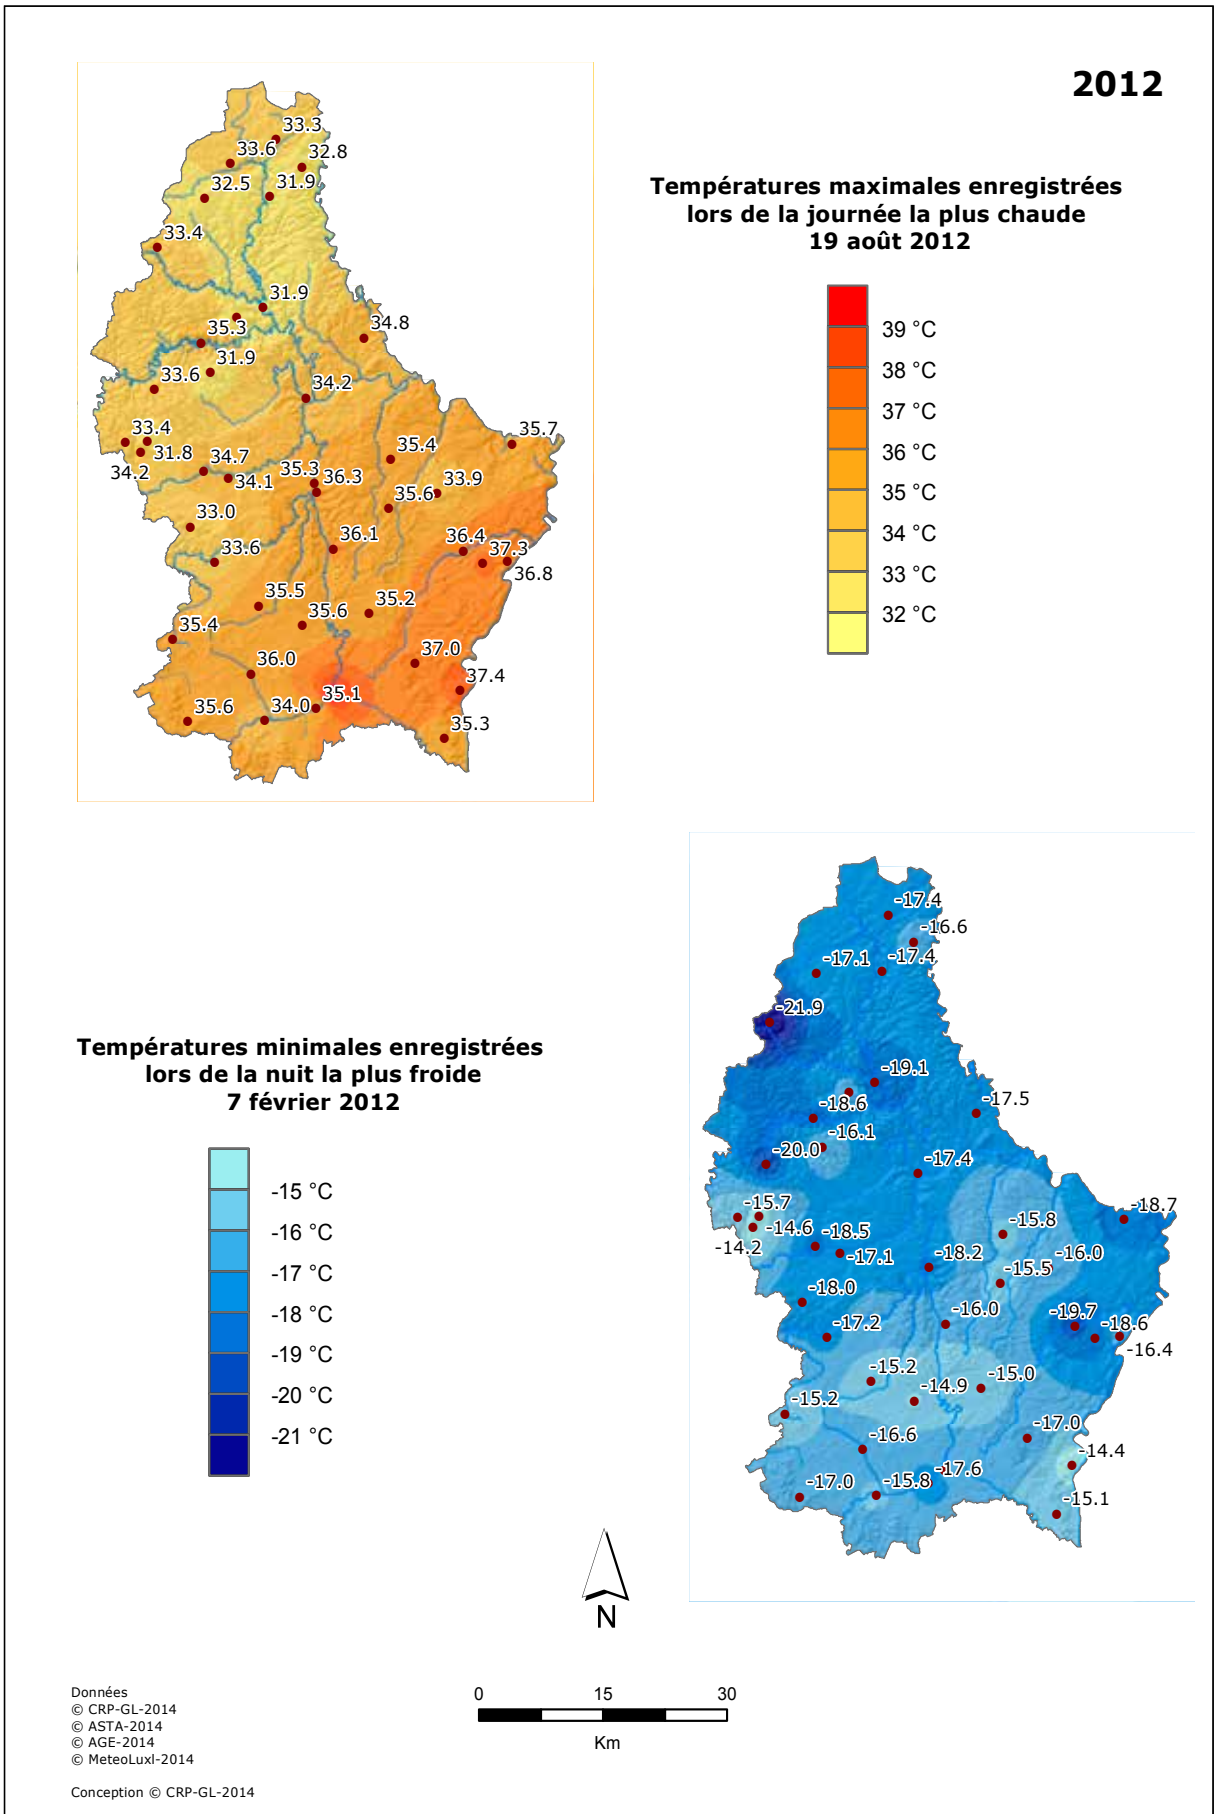 2012
33.3
33.6
32.8
32.5
31.9
33.4
31.9
35.3
34.8
31.9
33.6
34.2
33.4
35.7
31.8
35.4
34.2
34.7
35.3
34.1
36.3
33.9
35.6
33.0
36.1
36.4
33.6
37.3
36.8
35.5
35.6
35.2
35.4
37.0
36.0
37.4
35.1
35.6
34.0
35.3
Températures maximales enregistrées
lors de la journée la plus chaude
19 août 2012
39 °C
38 °C
37 °C
36 °C
35 °C
34 °C
33 °C
32 °C
Températures minimales enregistrées
lors de la nuit la plus froide
7 février 2012
-15 °C
-16 °C
-17 °C
-18 °C
-19 °C
-20 °C
-21 °C
-17.4
-16.6
-17.1
-17.4
-21.9
-19.1
-18.6
-17.5
-16.1
-20.0
-17.4
-15.7
-18.7
-14.6
-15.8
-14.2
-18.5
-17.1
-18.2
-16.0
-15.5
-18.0
-16.0
-19.7
-17.2
-18.6
-16.4
-15.2
-14.9
-15.0
-15.2
-17.0
-16.6
-14.4
-17.6
-17.0
-15.8
-15.1
N
0 15 30
Km
Données
© CRP-GL-2014
© ASTA-2014
© AGE-2014
© MeteoLuxl-2014
Conception © CRP-GL-2014